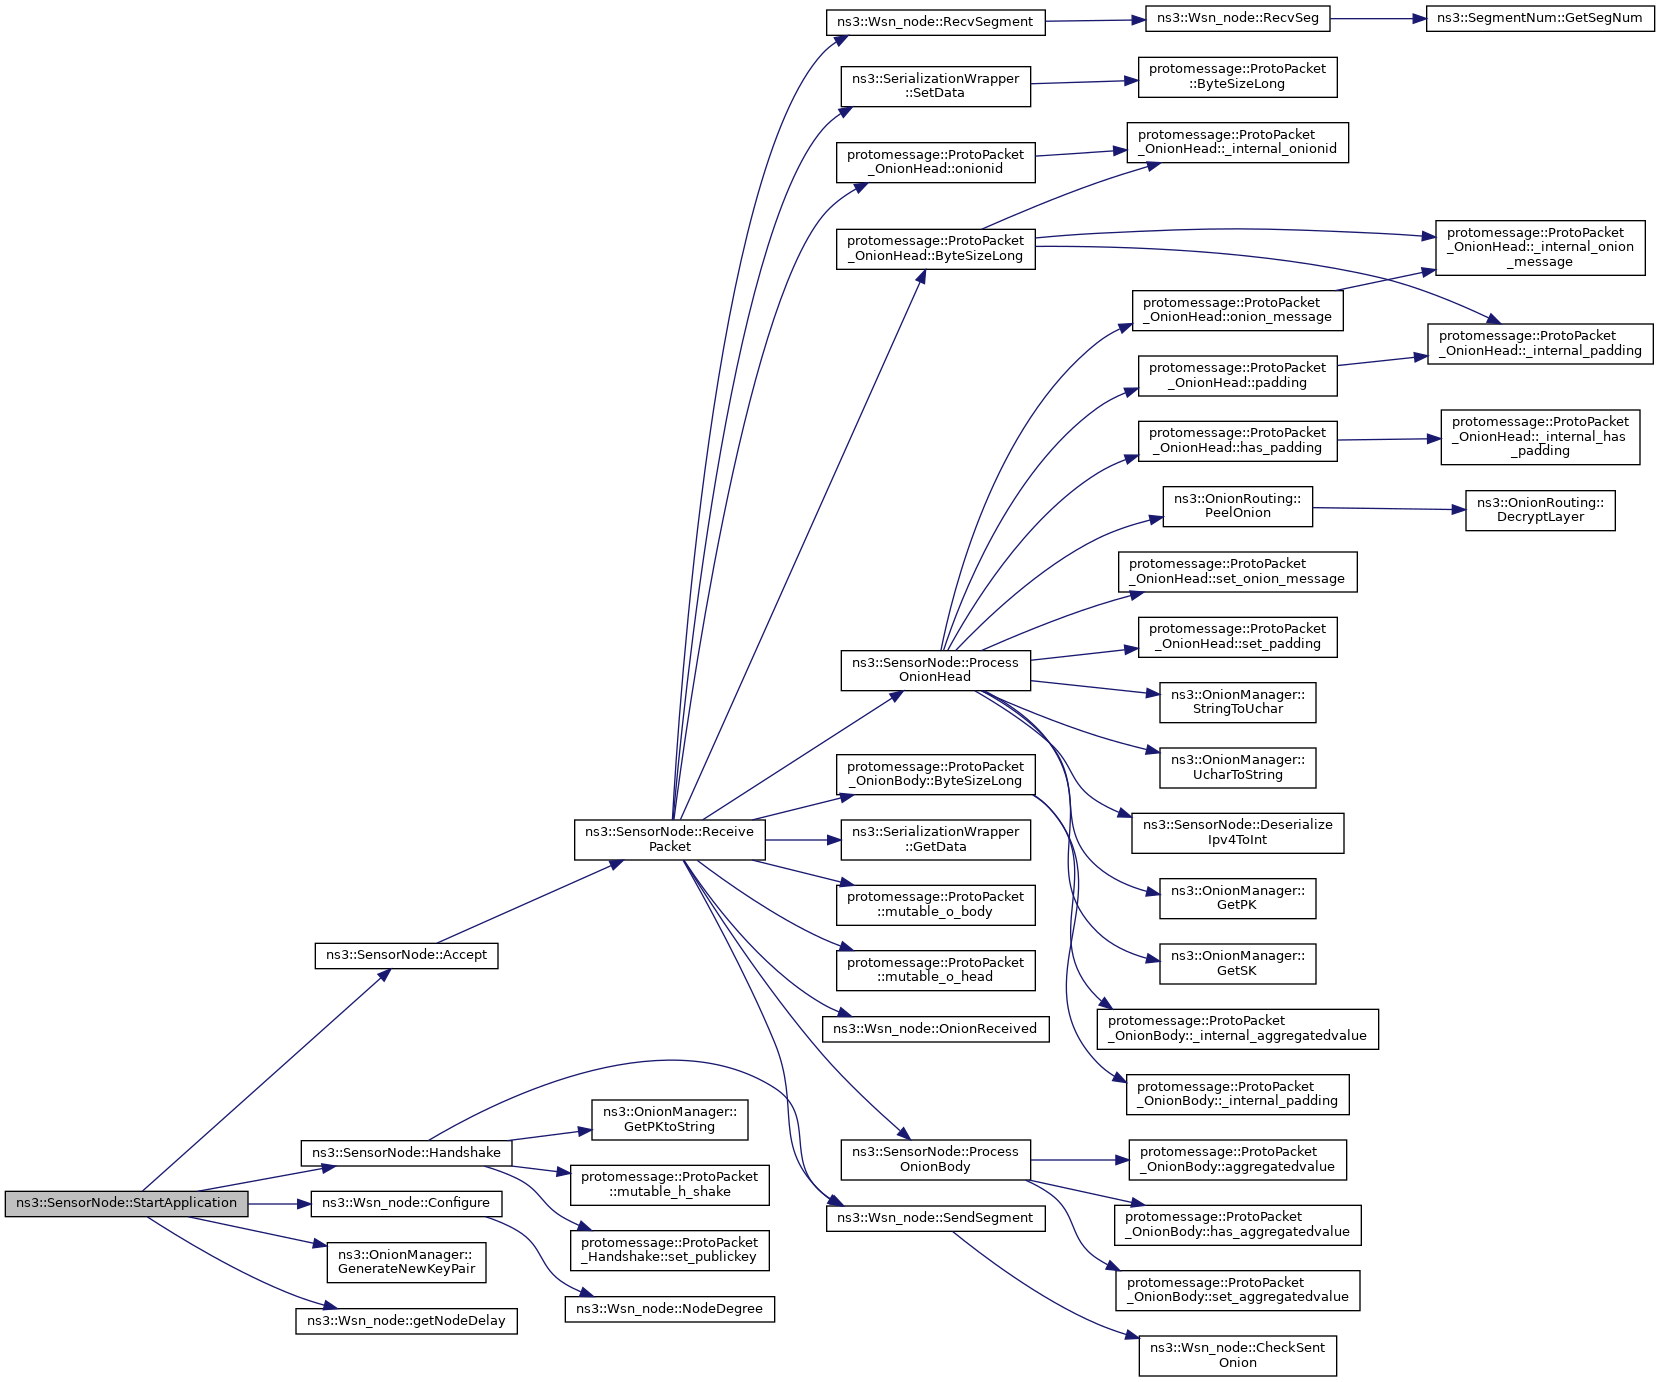 ns3::SensorNode::StartApplication
ns3::SensorNode::Accept
ns3::SensorNode::Handshake
ns3::Wsn_node::Configure
ns3::OnionManager::
GenerateNewKeyPair
ns3::Wsn_node::getNodeDelay
ns3::SensorNode::Receive
Packet
ns3::OnionManager::
GetPKtoString
protomessage::ProtoPacket
::mutable_h_shake
protomessage::ProtoPacket
_Handshake::set_publickey
ns3::Wsn_node::NodeDegree
ns3::Wsn_node::RecvSegment
ns3::SerializationWrapper
::SetData
protomessage::ProtoPacket
_OnionHead::onionid
protomessage::ProtoPacket
_OnionHead::ByteSizeLong
ns3::SensorNode::Process
OnionHead
protomessage::ProtoPacket
_OnionBody::ByteSizeLong
ns3::SerializationWrapper
::GetData
protomessage::ProtoPacket
::mutable_o_body
protomessage::ProtoPacket
::mutable_o_head
ns3::Wsn_node::OnionReceived
ns3::SensorNode::Process
OnionBody
ns3::Wsn_node::SendSegment
ns3::Wsn_node::RecvSeg
protomessage::ProtoPacket
::ByteSizeLong
protomessage::ProtoPacket
_OnionHead::_internal_onionid
protomessage::ProtoPacket
_OnionHead::onion_message
protomessage::ProtoPacket
_OnionHead::padding
protomessage::ProtoPacket
_OnionHead::has_padding
ns3::OnionRouting::
PeelOnion
protomessage::ProtoPacket
_OnionHead::set_onion_message
protomessage::ProtoPacket
_OnionHead::set_padding
ns3::OnionManager::
StringToUchar
ns3::OnionManager::
UcharToString
ns3::SensorNode::Deserialize
Ipv4ToInt
ns3::OnionManager::
GetPK
ns3::OnionManager::
GetSK
protomessage::ProtoPacket
_OnionBody::_internal_aggregatedvalue
protomessage::ProtoPacket
_OnionBody::_internal_padding
protomessage::ProtoPacket
_OnionBody::aggregatedvalue
protomessage::ProtoPacket
_OnionBody::has_aggregatedvalue
protomessage::ProtoPacket
_OnionBody::set_aggregatedvalue
ns3::Wsn_node::CheckSent
Onion
ns3::SegmentNum::GetSegNum
protomessage::ProtoPacket
_OnionHead::_internal_onion
_message
protomessage::ProtoPacket
_OnionHead::_internal_padding
protomessage::ProtoPacket
_OnionHead::_internal_has
_padding
ns3::OnionRouting::
DecryptLayer